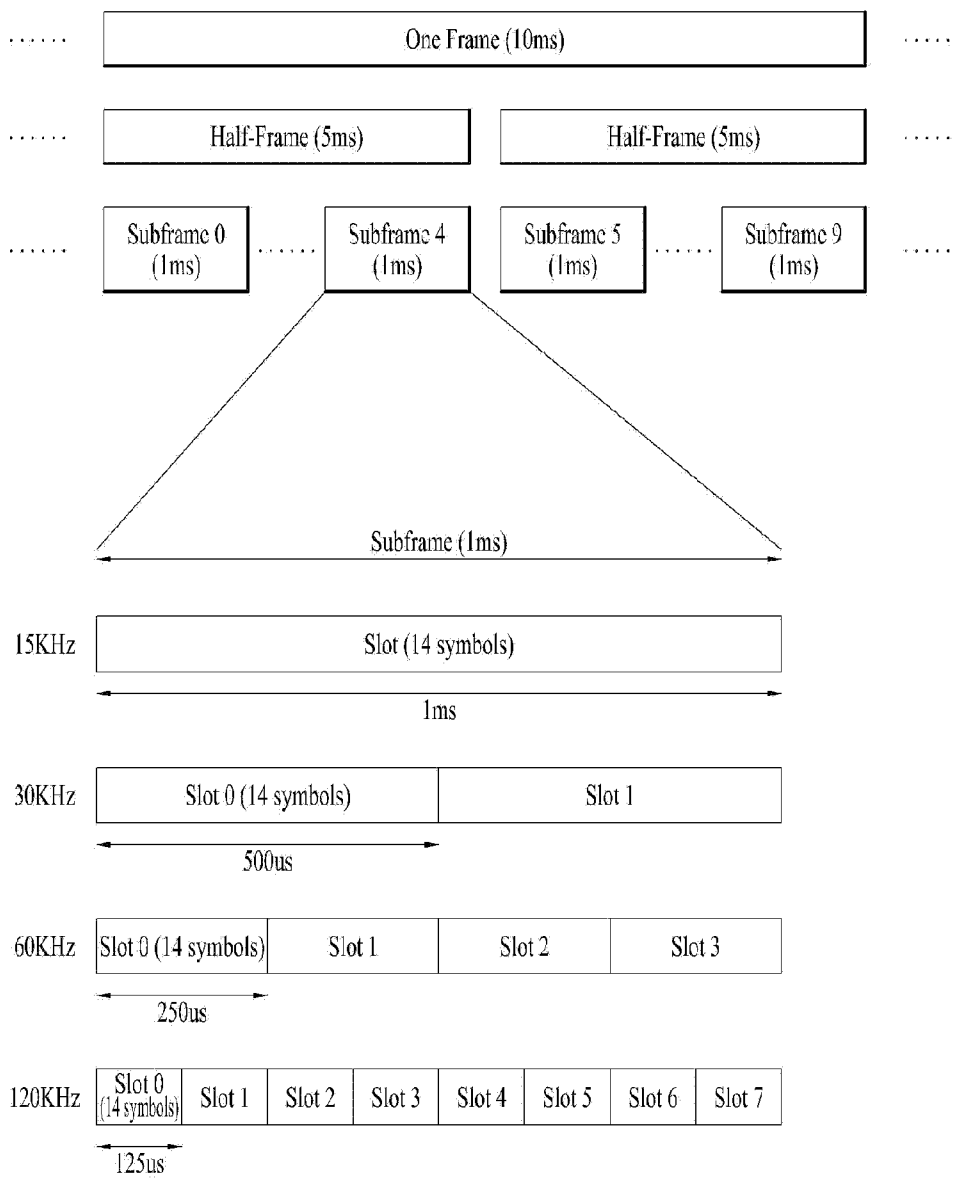 One Frame (10ms)
Half-Frame (5ms)
Half-Frame (5ms)
Subframe 0
(1ms)
Subframe 4
(1ms)
Subframe 5
(1ms)
Subframe 9
(1ms)
Subframe (1ms)
15KHz
Slot (14 symbols)
1ms
30KHz
Slot 0 (14 symbols)
Slot 1
500us
60KHz
Slot 0 (14 symbols)
Slot 1
Slot 2
Slot 3
250us
120KHz
Slot 0
(14 symbols)
Slot 1
Slot 2
Slot 3
Slot 4
Slot 5
Slot 6
Slot 7
125us